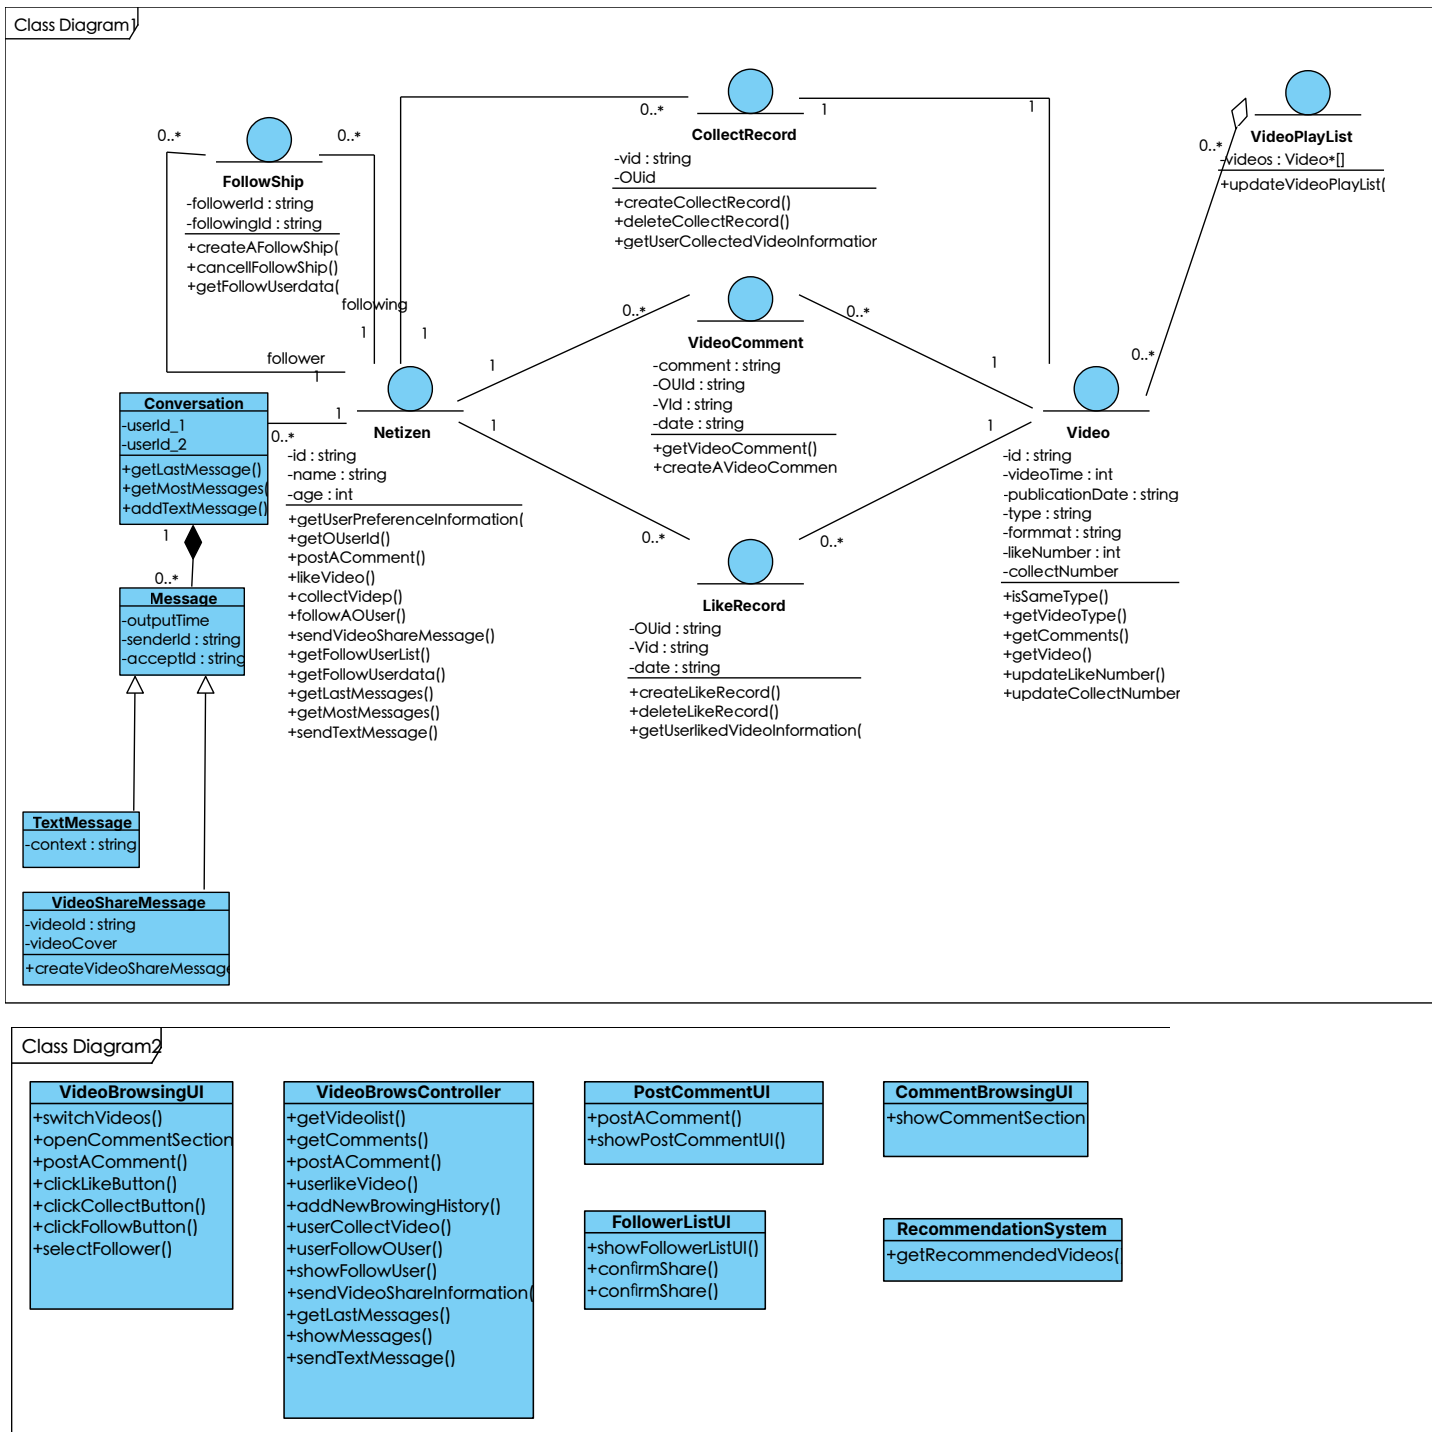 Class Diagram1
0..*
0..*
FollowShip
-followerId : string
-followingId : string
+createAFollowShip(
+cancellFollowShip()
+getFollowUserdata(
following
1
follower
1
0..*
1
CollectRecord
-vid : string
-OUid
+createCollectRecord()
+deleteCollectRecord()
+getUserCollectedVideoInformation
1
1
0..*
VideoPlayList
-videos : Video*[]
+updateVideoPlayList(
0..*
0..*
1
VideoComment
-comment : string
-OUId : string
-VId : string
-date : string
+getVideoComment()
+createAVideoCommen
0..*
1
0..*
Conversation
-userId_1
-userId_2
+getLastMessage()
+getMostMessages(
+addTextMessage()
1
0..*
1
0..*
Message
-outputTime
-senderId : string
-acceptId : string
Netizen
-id : string
-name : string
-age : int
+getUserPreferenceInformation(
+getOUserId()
+postAComment()
+likeVideo()
+collectVidep()
+followAOUser()
+sendVideoShareMessage()
+getFollowUserList()
+getFollowUserdata()
+getLastMessages()
+getMostMessages()
+sendTextMessage()
1
0..*
1
0..*
LikeRecord
-OUid : string
-Vid : string
-date : string
+createLikeRecord()
+deleteLikeRecord()
+getUserlikedVideoInformation(
Video
-id : string
-videoTime : int
-publicationDate : string
-type : string
-formmat : string
-likeNumber : int
-collectNumber
+isSameType()
+getVideoType()
+getComments()
+getVideo()
+updateLikeNumber()
+updateCollectNumber
TextMessage
-context : string
VideoShareMessage
-videoId : string
-videoCover
+createVideoShareMessage
Class Diagram2
VideoBrowsingUI
+switchVideos()
+openCommentSection
+postAComment()
+clickLikeButton()
+clickCollectButton()
+clickFollowButton()
+selectFollower()
VideoBrowsController
+getVideolist()
+getComments()
+postAComment()
+userlikeVideo()
+addNewBrowingHistory()
+userCollectVideo()
+userFollowOUser()
+showFollowUser()
+sendVideoShareInformation(
+getLastMessages()
+showMessages()
+sendTextMessage()
PostCommentUI
+postAComment()
+showPostCommentUI()
CommentBrowsingUI
+showCommentSection
FollowerListUI
+showFollowerListUI()
+confirmShare()
+confirmShare()
RecommendationSystem
+getRecommendedVideos(